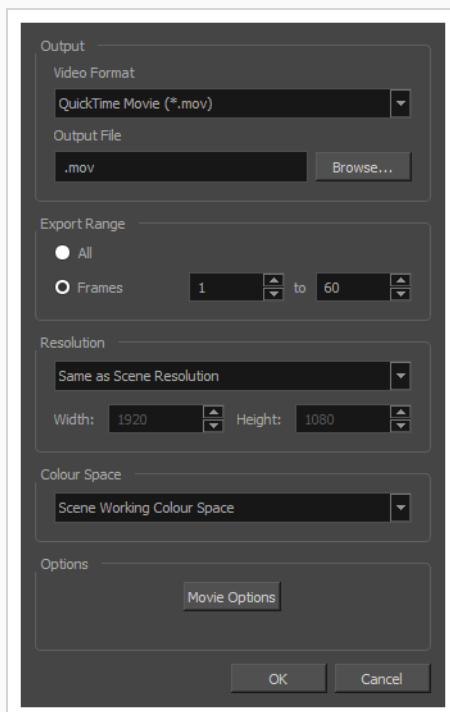 Output
Video Format
QuickTime Movie (*.mov)
Output File
.mov Browse...
Export Range
All
Frames 1 to 60
Resolution
Same as Scene Resolution
Width: 1920 Height: 1080
Colour Space
Scene Working Colour Space
Options
Movie Options
OK Cancel